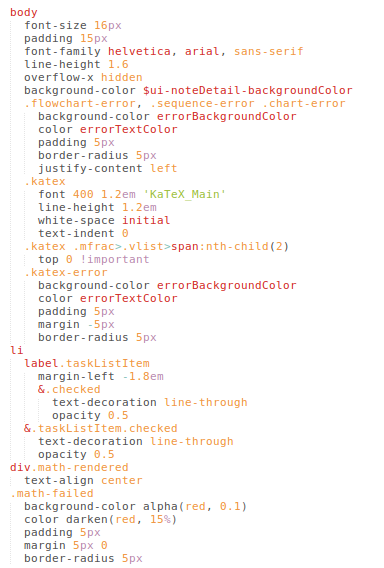 body
  font-size 16px
  padding 15px
  font-family helvetica, arial, sans-serif
  line-height 1.6
  overflow-x hidden
  background-color $ui-noteDetail-backgroundColor
  .flowchart-error, .sequence-error .chart-error
    background-color errorBackgroundColor
    color errorTextColor
    padding 5px
    border-radius 5px
    justify-content left
  .katex
    font 400 1.2em 'KaTeX_Main'
    line-height 1.2em
    white-space initial
    text-indent 0
  .katex .mfrac>.vlist>span:nth-child(2)
    top 0 !important
  .katex-error
    background-color errorBackgroundColor
    color errorTextColor
    padding 5px
    margin -5px
    border-radius 5px
li
  label.taskListItem
    margin-left -1.8em
    &.checked
      text-decoration line-through
      opacity 0.5
  &.taskListItem.checked
    text-decoration line-through
    opacity 0.5
div.math-rendered
  text-align center
.math-failed
  background-color alpha(red, 0.1)
  color darken(red, 15%)
  padding 5px
  margin 5px 0
  border-radius 5px